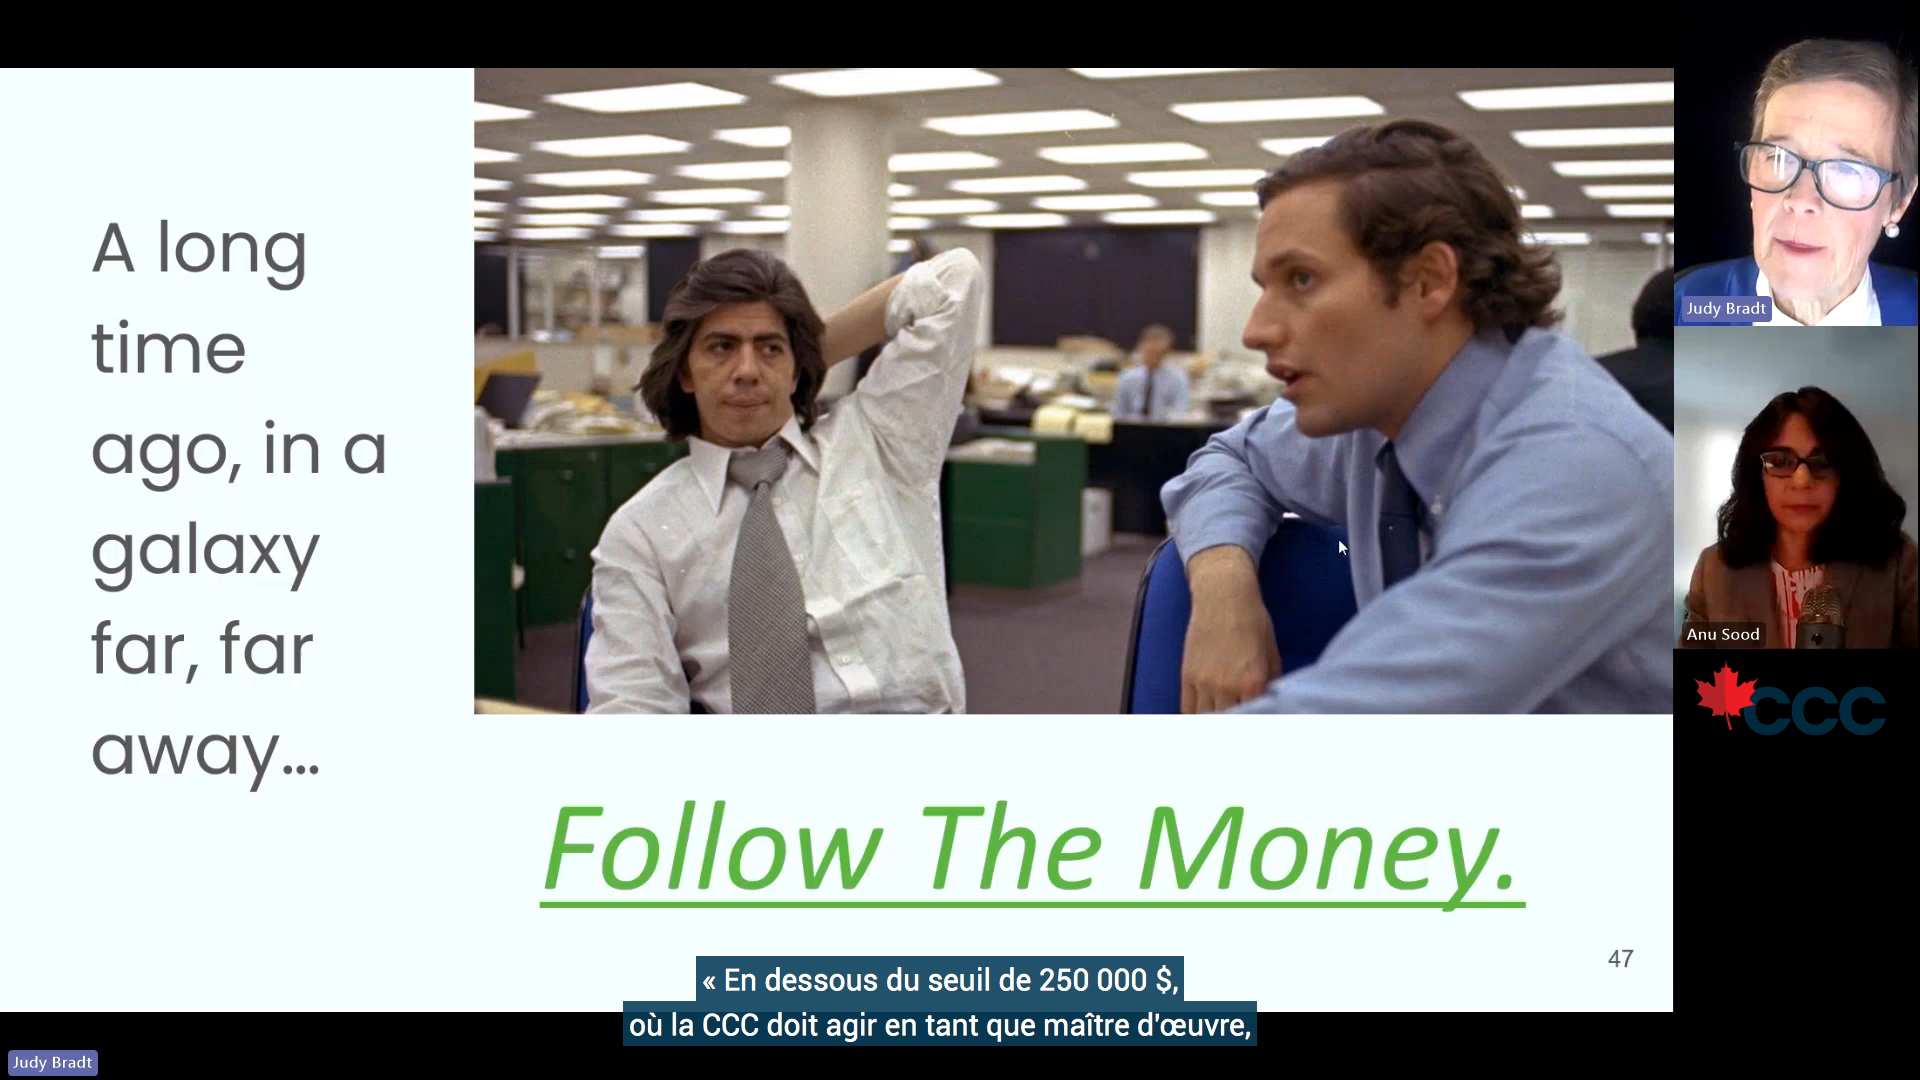 A long
time
ago, in a
galaxy
far, far
away...
Follow The Money.
47
« En dessous du seuil de 250 000 $,
où la CCC doit agir en tant que maître d'œuvre,
Judy Bradt
Judy Bradt
Anu Sood
CCC